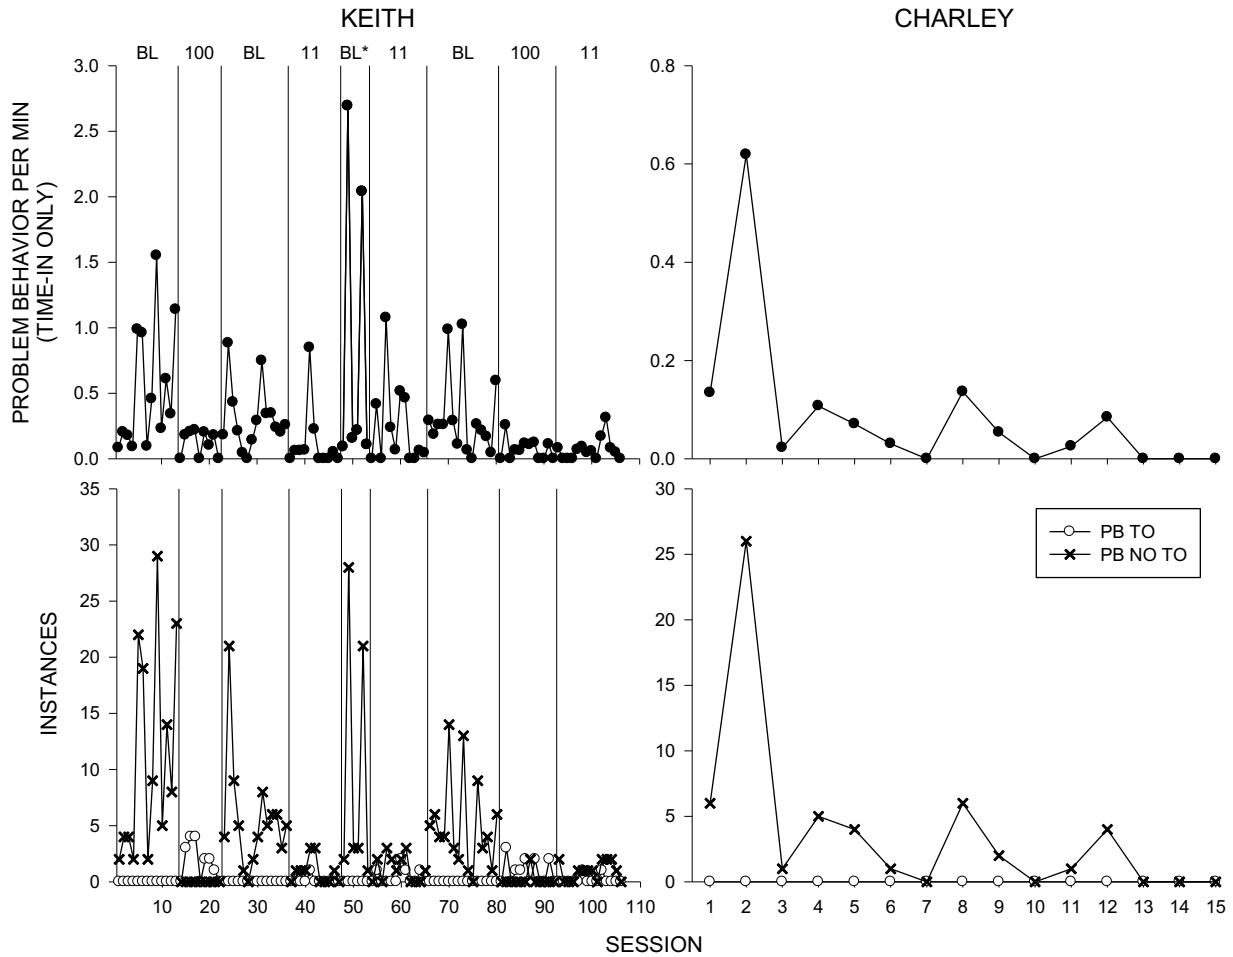 KEITH
CHARLEY
BL 100 BL 11 BL* 11 BL 100 11
PROBLEM BEHAVIOR PER MIN
(TIME-IN ONLY)
3.0
2.5
2.0
1.5
1.0
0.5
0.0
0.8
0.6
0.4
0.2
0.0
INSTANCES
35
30
25
20
15
10
5
0
30
25
20
15
10
5
0
PB TO
PB NO TO
10 20 30 40 50 60 70 80 90 100 110
1 2 3 4 5 6 7 8 9 10 11 12 13 14 15
SESSION